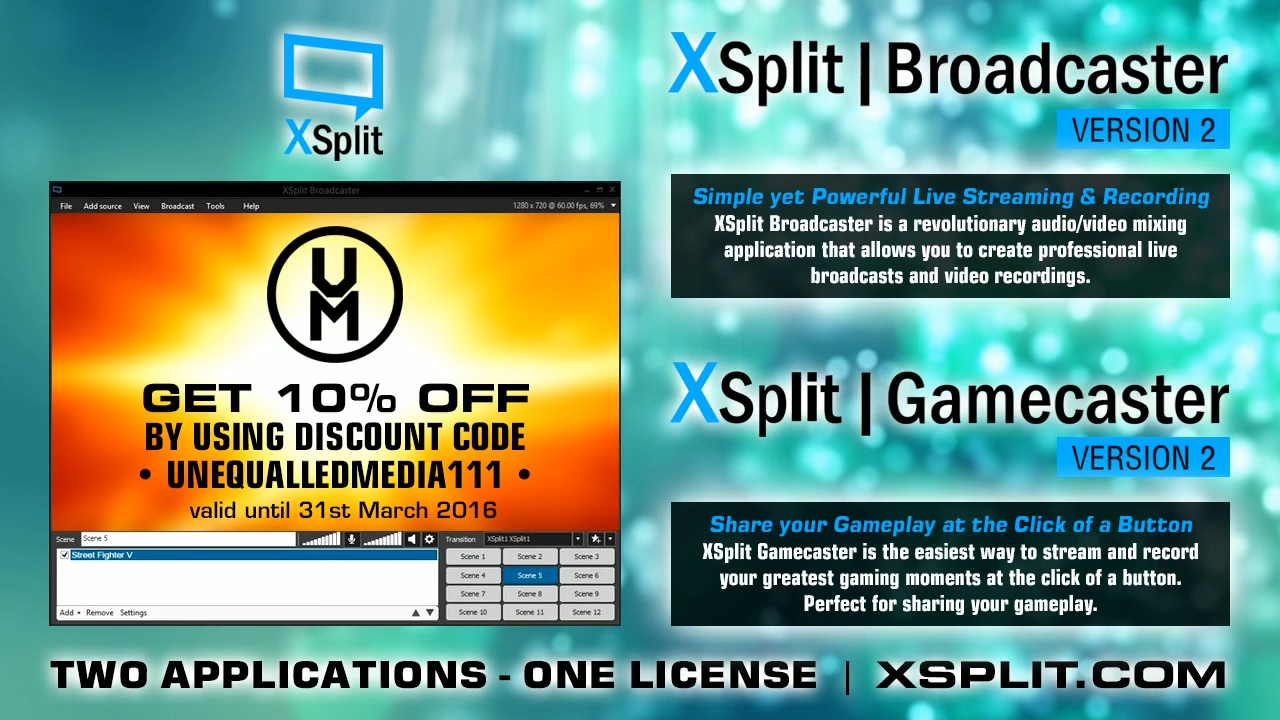 XSplit
XSplit Broadcaster
File Add source View Broadcast Tools Help 1280 x 720 @ 60.00 fps, 69%
UM
GET 10% OFF
BY USING DISCOUNT CODE
• UNEQUALLEDMEDIA111 •
valid until 31st March 2016
Scene Scene 5 Transition XSplit1 XSplit1
Street Fighter V
Scene 1 Scene 2 Scene 3
Scene 4 Scene 5 Scene 6
Scene 7 Scene 8 Scene 9
Scene 10 Scene 11 Scene 12
Add Remove Settings
XSplit | Broadcaster
VERSION 2
Simple yet Powerful Live Streaming & Recording
XSplit Broadcaster is a revolutionary audio/video mixing
application that allows you to create professional live
broadcasts and video recordings.
XSplit | Gamecaster
VERSION 2
Share your Gameplay at the Click of a Button
XSplit Gamecaster is the easiest way to stream and record
your greatest gaming moments at the click of a button.
Perfect for sharing your gameplay.
TWO APPLICATIONS - ONE LICENSE | XSPLIT.COM